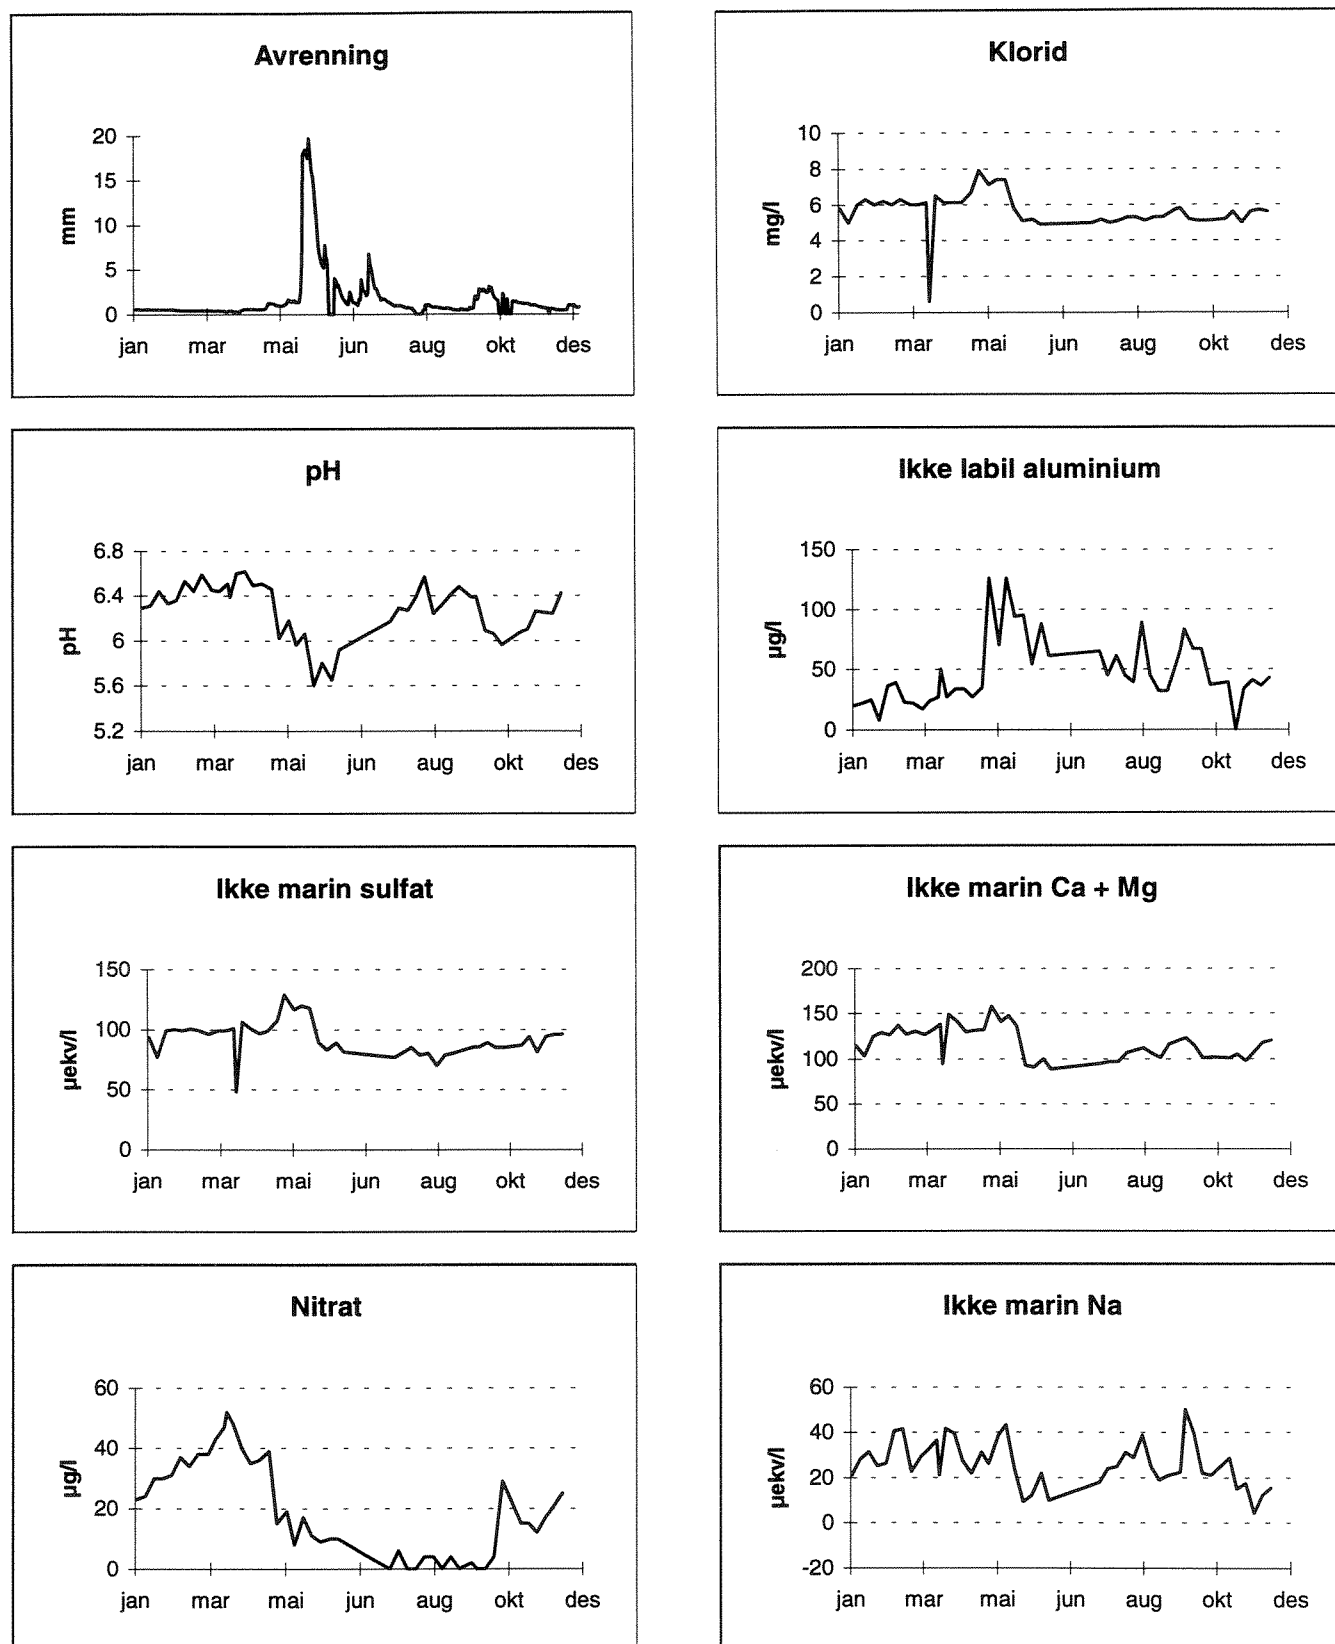 Avrenning
20
15
10
5
0
mm
jan mar mai jun aug okt des
Klorid
10
8
6
4
2
0
mg/l
jan mar mai jun aug okt des
pH
6.8
6.4
6
5.6
5.2
pH
jan mar mai jun aug okt des
Ikke labil aluminium
150
100
50
0
µg/l
jan mar mai jun aug okt des
Ikke marin sulfat
150
100
50
0
µekv/l
jan mar mai jun aug okt des
Ikke marin Ca + Mg
200
150
100
50
0
µekv/l
jan mar mai jun aug okt des
Nitrat
60
40
20
0
µg/l
jan mar mai jun aug okt des
Ikke marin Na
60
40
20
0
-20
µekv/l
jan mar mai jun aug okt des